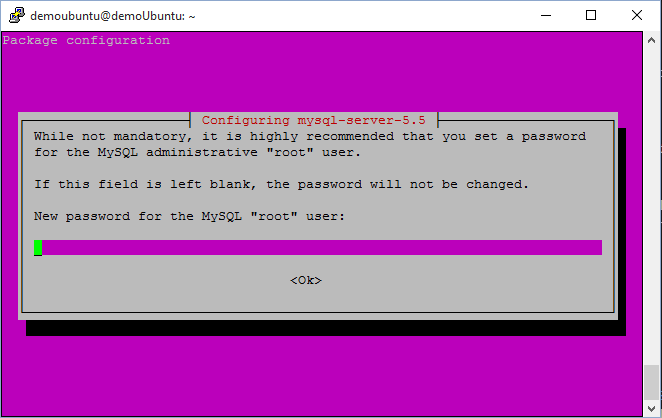 demoubuntu@demoUbuntu: ~
Package configuration
Configuring mysql-server-5.5
While not mandatory, it is highly recommended that you set a password
for the MySQL administrative "root" user.
If this field is left blank, the password will not be changed.
New password for the MySQL "root" user:
<Ok>